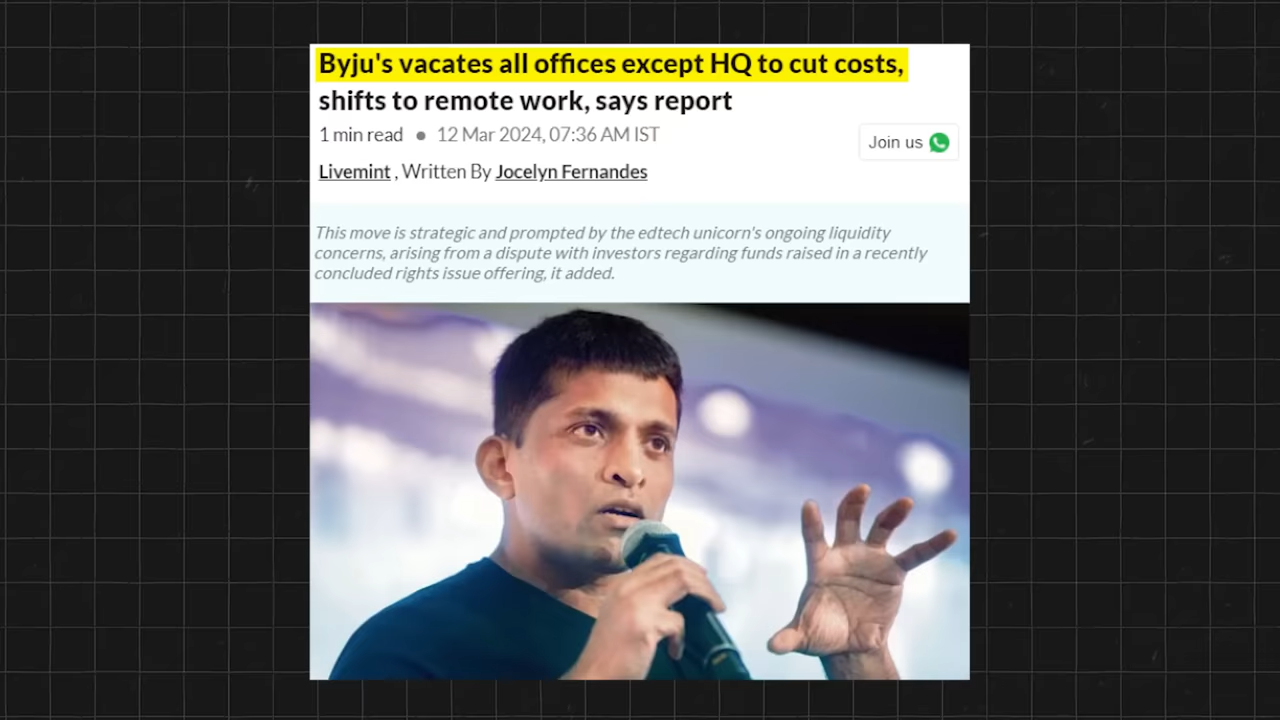 Byju's vacates all offices except HQ to cut costs,
shifts to remote work, says report
1 min read ● 12 Mar 2024, 07:36 AM IST
Join us
Livemint , Written By Jocelyn Fernandes
This move is strategic and prompted by the edtech unicorn's ongoing liquidity
concerns, arising from a dispute with investors regarding funds raised in a recently
concluded rights issue offering, it added.